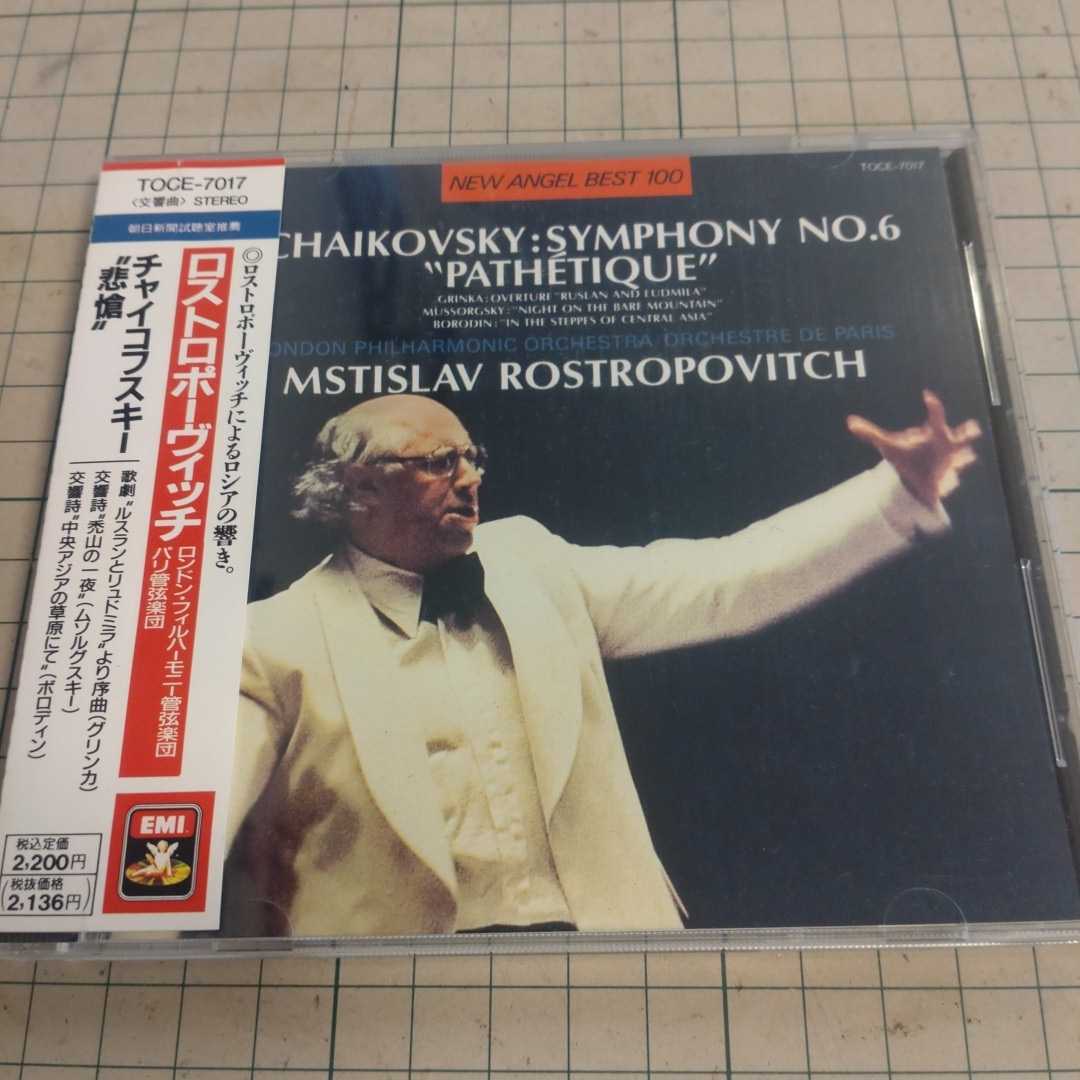 TOCE-7017
〈交響曲〉 STEREO
朝日新聞試聴室推薦
◎ロストロポーヴィッチによるロシアの響き。
ロストロポーヴィッチ
ロンドン・フィルハーモニー管弦楽団
パリ管弦楽団
チャイコフスキー
"悲愴"
歌劇"ルスランとリュドミラ"より序曲(グリンカ)
交響詩"禿山の一夜"(ムソルグスキー)
交響詩"中央アジアの草原にて"(ボロディン)
EMI
税込定価
2,200円
(税抜価格
2,136円)
NEW ANGEL BEST 100
TOCE-7017
CHAIKOVSKY:SYMPHONY NO.6
"PATHÉTIQUE"
GRINKA:OVERTURE "RUSLAN AND LUDMILA"
MUSSORGSKY:"NIGHT ON THE BARE MOUNTAIN"
BORODIN:"IN THE STEPPES OF CENTRAL ASIA"
ONDON PHILHARMONIC ORCHESTRA/ORCHESTRE DE PARIS
MSTISLAV ROSTROPOVITCH